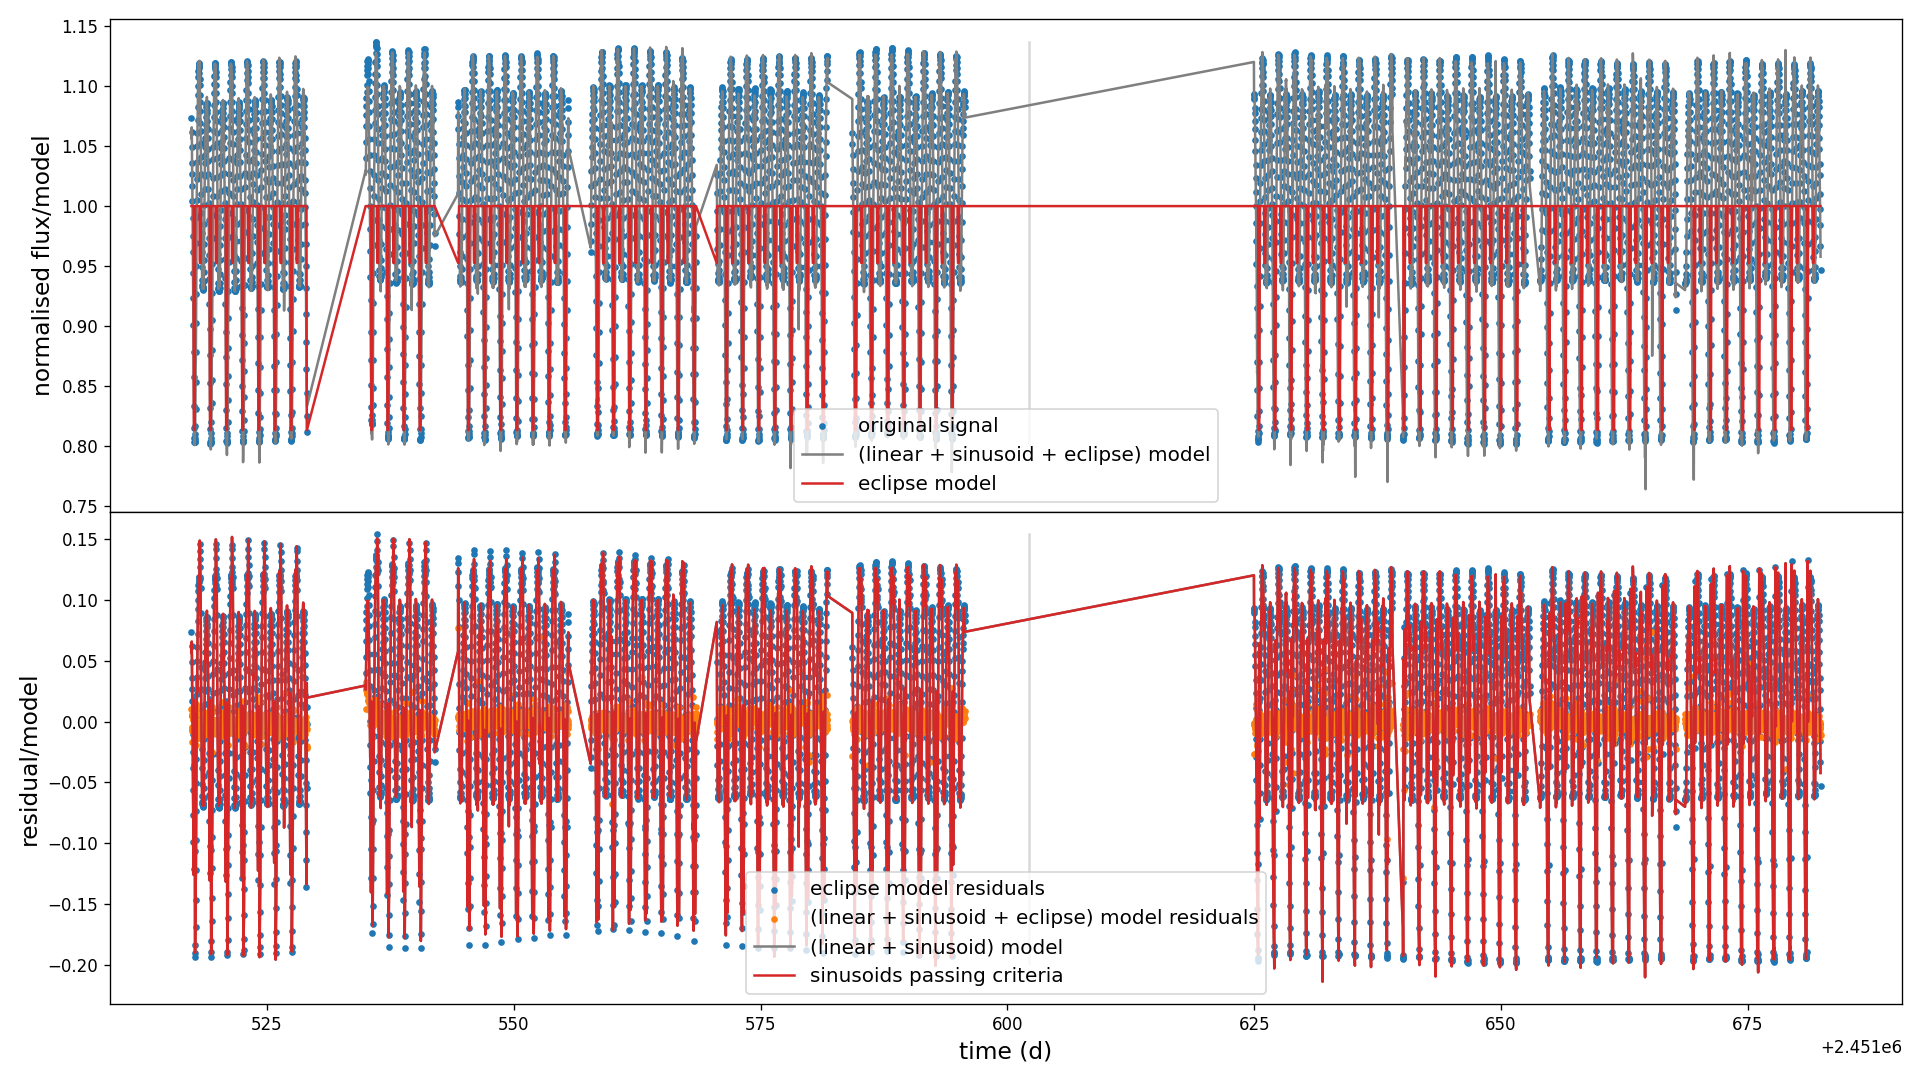 1.15
1.10
1.05
1.00
0.95
0.90
0.85
0.80
0.75
normalised flux/model
original signal
(linear + sinusoid + eclipse) model
eclipse model
0.15
0.10
0.05
0.00
−0.05
−0.10
−0.15
−0.20
residual/model
eclipse model residuals
(linear + sinusoid + eclipse) model residuals
(linear + sinusoid) model
sinusoids passing criteria
525 550 575 600 625 650 675
time (d)
+2.451e6